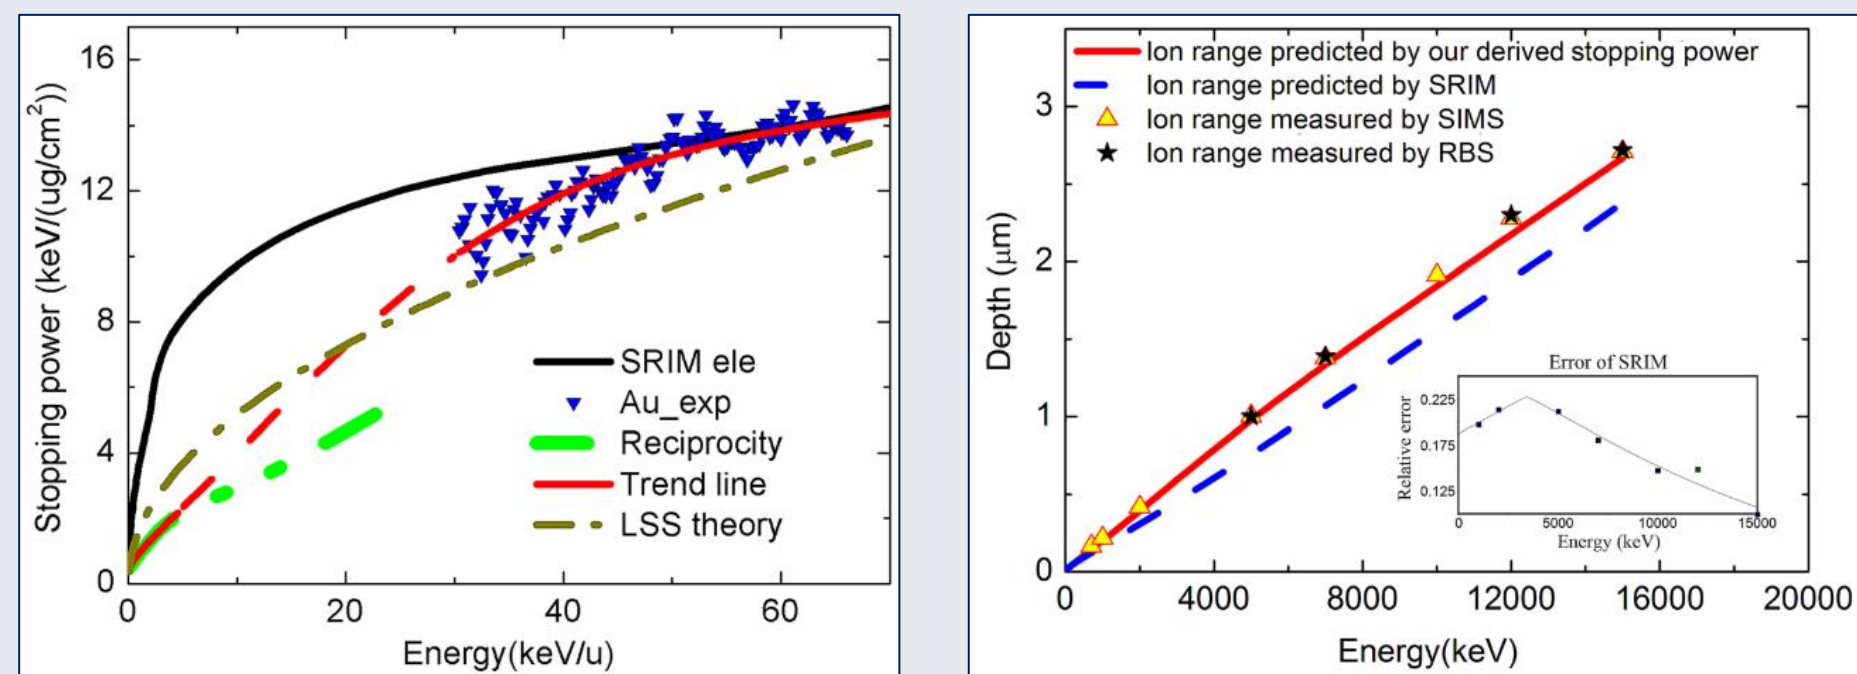 16
12
8
4
0
Stopping power (keV/(ug/cm²))
SRIM ele
Au_exp
Reciprocity
Trend line
LSS theory
0 20 40 60
Energy(keV/u)
Ion range predicted by our derived stopping power
Ion range predicted by SRIM
Ion range measured by SIMS
Ion range measured by RBS
3
2
1
0
Depth (μm)
Error of SRIM
0.225
0.175
0.125
Relative error
0 5000 10000 15000
Energy (keV)
0 4000 8000 12000 16000 20000
Energy(keV)